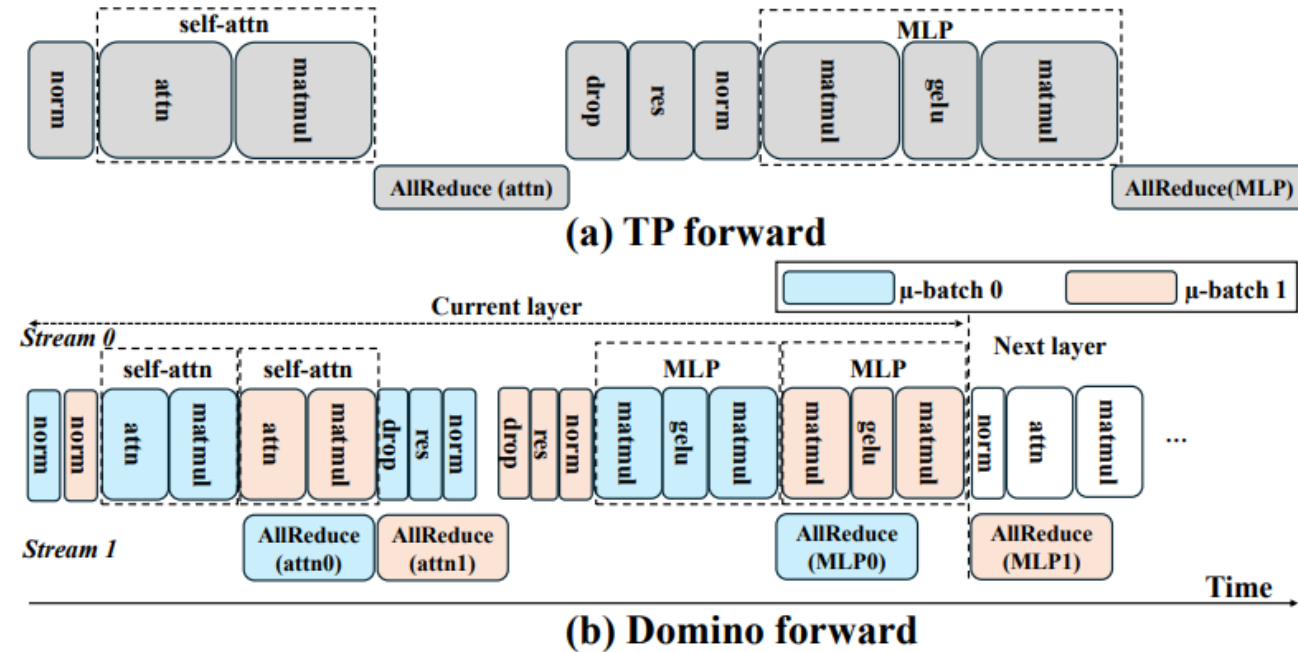 self-attn
MLP
norm
attn
matmul
drop
res
norm
matmul
gelu
matmul
AllReduce (attn)
AllReduce(MLP)
(a) TP forward
μ-batch 0
μ-batch 1
Current layer
Stream 0
Next layer
self-attn
self-attn
MLP
MLP
norm
norm
attn
matmul
attn
matmul
drop
res
norm
drop
res
norm
matmul
gelu
matmul
matmul
gelu
matmul
norm
attn
matmul
...
Stream 1
AllReduce
(attn0)
AllReduce
(attn1)
AllReduce
(MLP0)
AllReduce
(MLP1)
Time
(b) Domino forward